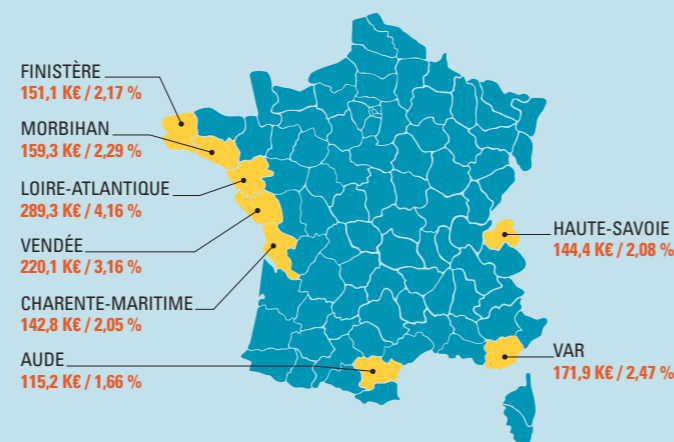 FINISTÈRE
151,1 K€ / 2,17 %
MORBIHAN
159,3 K€ / 2,29 %
LOIRE-ATLANTIQUE
289,3 K€ / 4,16 %
VENDÉE
220,1 K€ / 3,16 %
CHARENTE-MARITIME
142,8 K€ / 2,05 %
AUDE
115,2 K€ / 1,66 %
HAUTE-SAVOIE
144,4 K€ / 2,08 %
VAR
171,9 K€ / 2,47 %